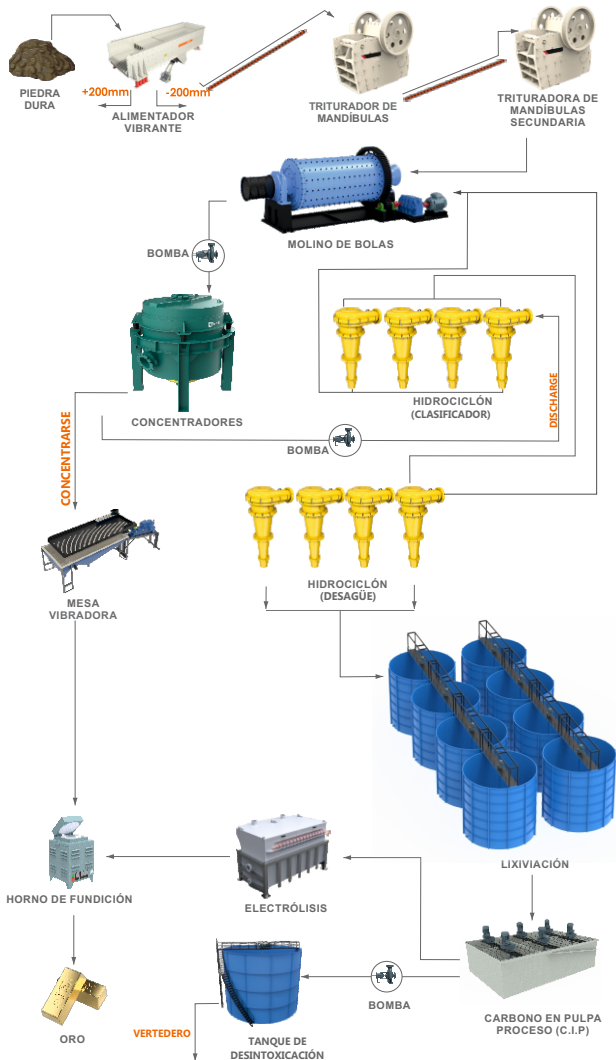 PIEDRA
DURA
+200mm
-200mm
ALIMENTADOR
VIBRANTE
TRITURADOR DE
MANDÍBULAS
TRITURADORA DE
MANDÍBULAS
SECUNDARIA
MOLINO DE BOLAS
BOMBA
CONCENTRADORES
HIDROCICLÓN
(CLASIFICADOR)
DISCHARGE
BOMBA
CONCENTRARSE
HIDROCICLÓN
(DESAGÜE)
MESA
VIBRADORA
LIXIVIACIÓN
HORNO DE FUNDICIÓN
ELECTRÓLISIS
ORO
VERTEDERO
TANQUE DE
DESINTOXICACIÓN
BOMBA
CARBONO EN PULPA
PROCESO (C.I.P)